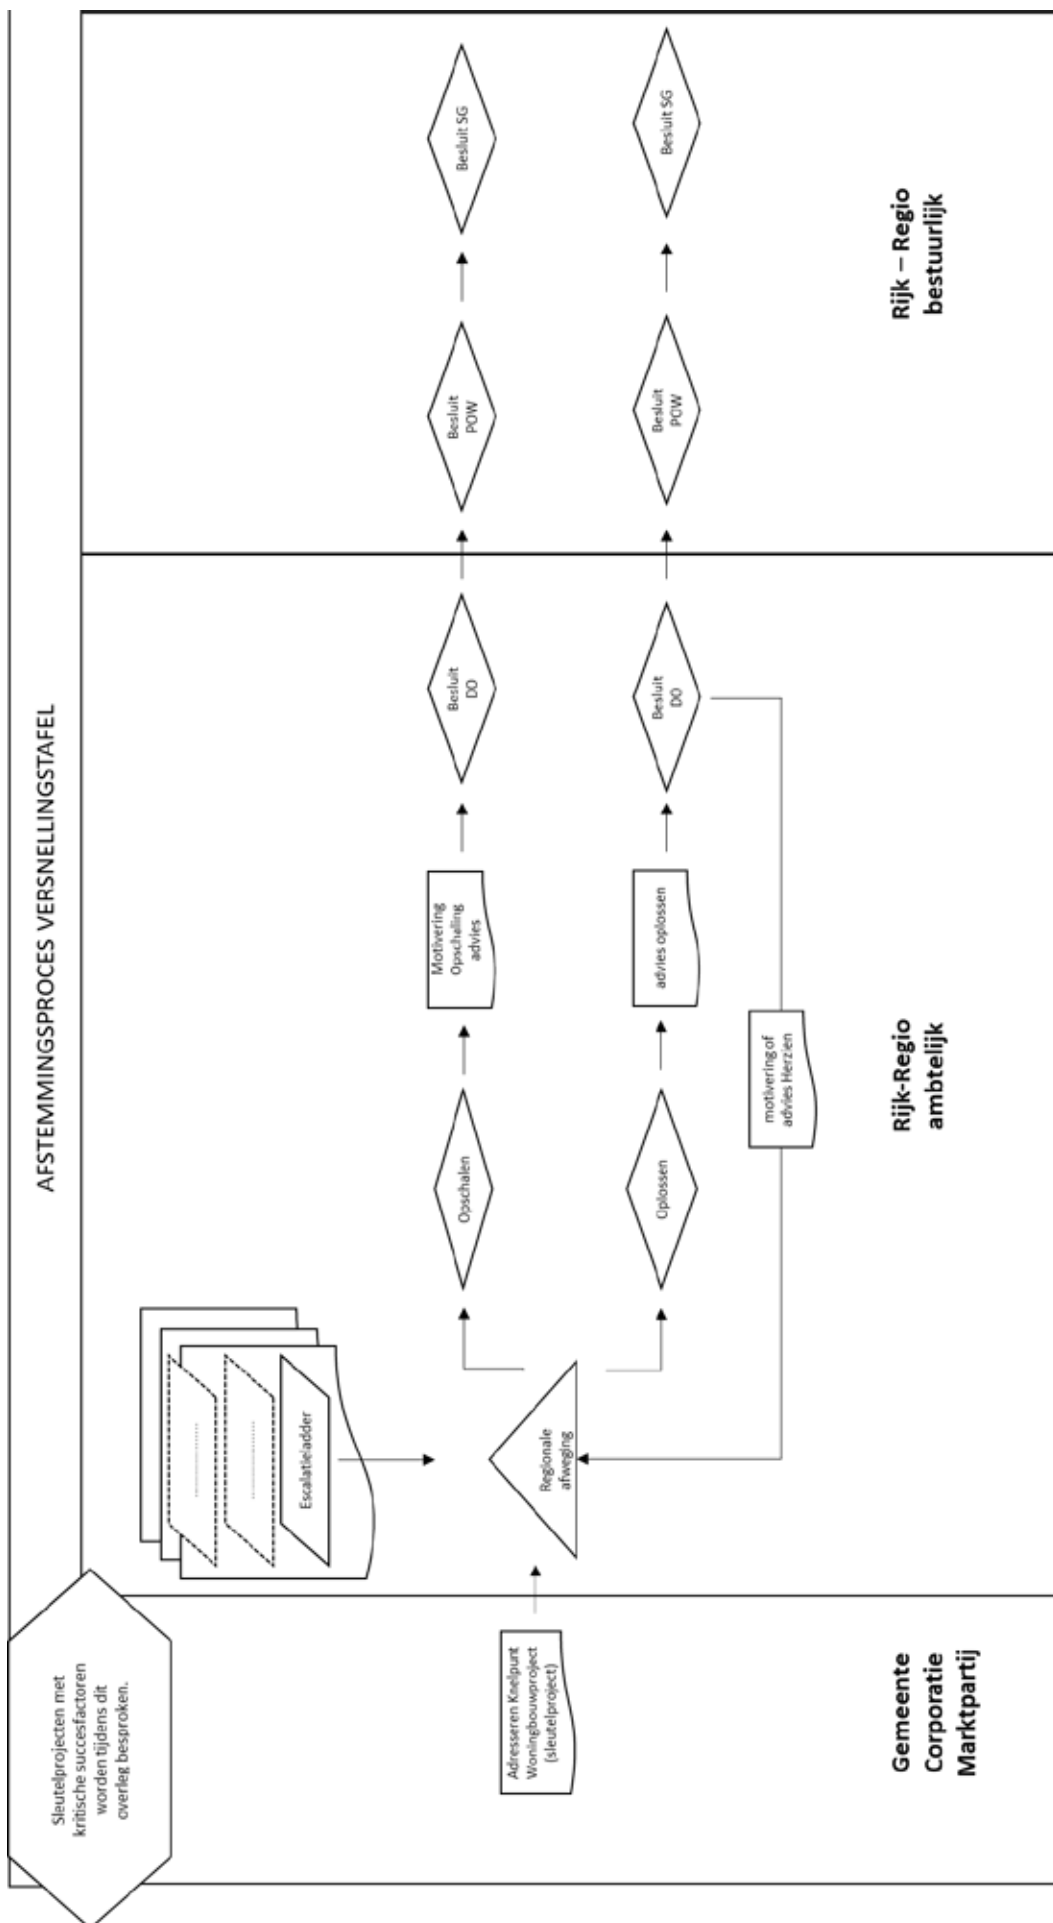 AFSTEMMINGSPROCES VERSNELLINGSTAFEL
Sleutelprojecten met
kritische succesfactoren
worden tijdens dit
overleg besproken.
Adresseren Knelpunt
Woningbouwproject
(sleutelproject)
Escalatieladder
Regionale
afweging
Opschalen
Motivering
Opschaling
advies
Besluit
DO
Besluit
POW
Besluit SG
Oplossen
advies oplossen
Besluit
DO
Besluit
POW
Besluit SG
motivering of
advies Herzien
Gemeente
Corporatie
Marktpartij
Rijk-Regio
ambtelijk
Rijk – Regio
bestuurlijk